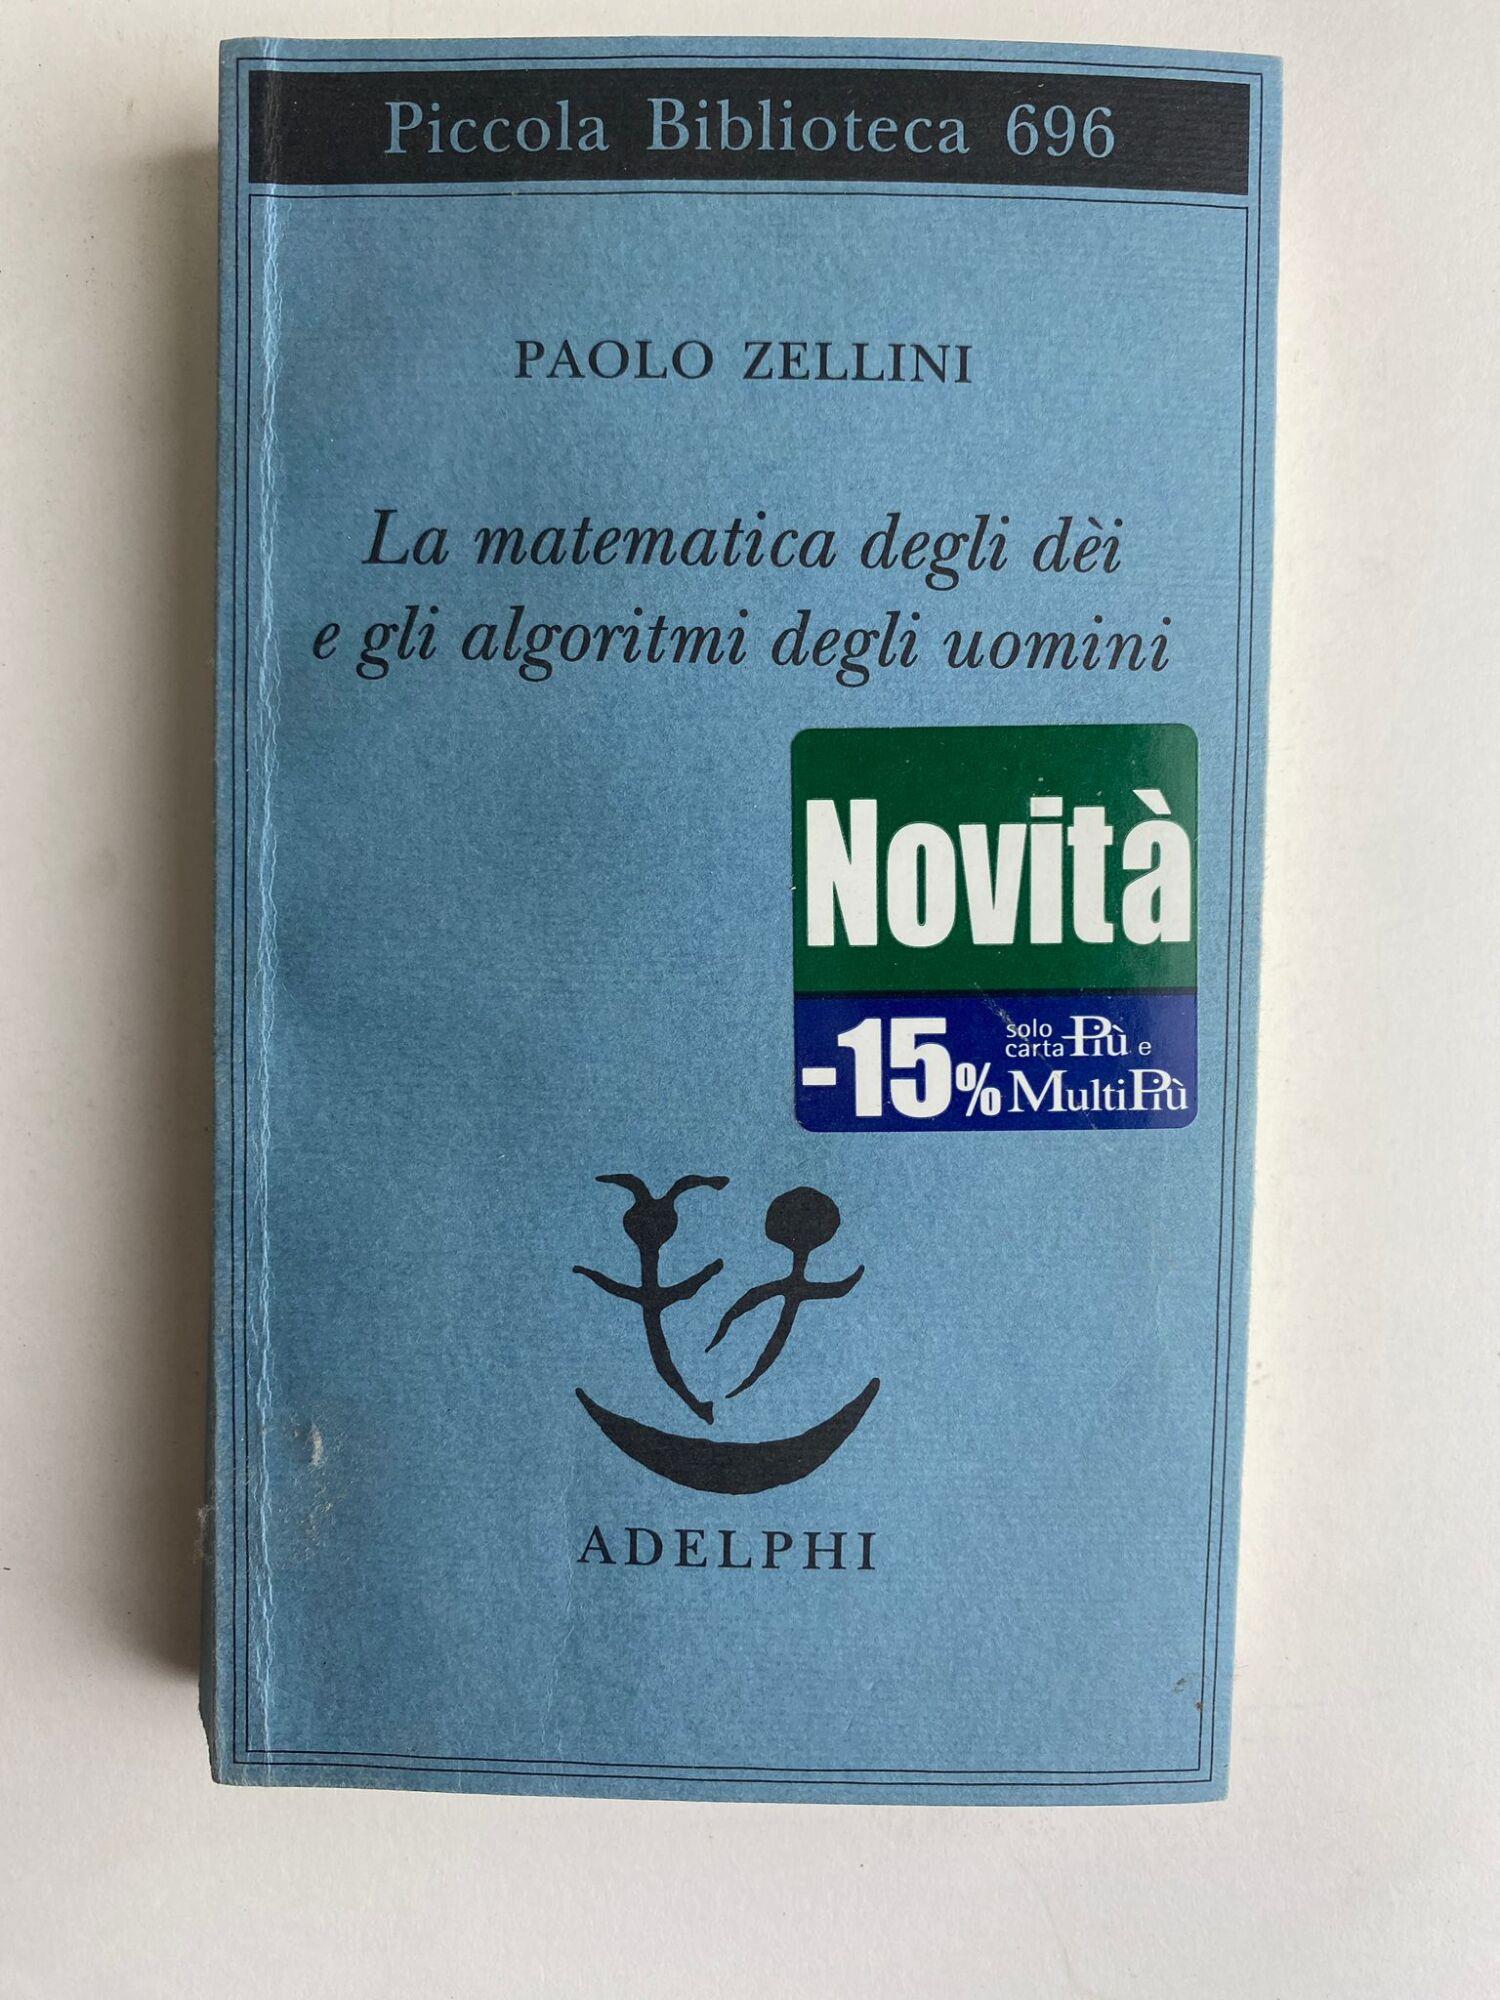 Piccola Biblioteca 696
PAOLO ZELLINI
La matematica degli dèi
e gli algoritmi degli uomini
Novità
-15% solo
carta Più e
MultiPiù
ADELPHI